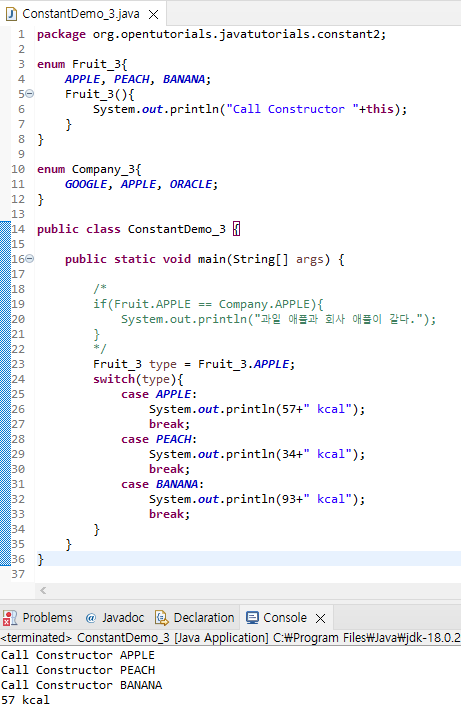 ConstantDemo_3.java
1 package org.opentutorials.javatutorials.constant2;
2
3 enum Fruit_3{
4     APPLE, PEACH, BANANA;
5     Fruit_3(){
6         System.out.println("Call Constructor "+this);
7     }
8 }
9
10 enum Company_3{
11     GOOGLE, APPLE, ORACLE;
12 }
13
14 public class ConstantDemo_3 {
15
16     public static void main(String[] args) {
17
18         /*
19         if(Fruit.APPLE == Company.APPLE){
20             System.out.println("과일 애플과 회사 애플이 같다.");
21         }
22         */
23         Fruit_3 type = Fruit_3.APPLE;
24         switch(type){
25             case APPLE:
26                 System.out.println(57+" kcal");
27                 break;
28             case PEACH:
29                 System.out.println(34+" kcal");
30                 break;
31             case BANANA:
32                 System.out.println(93+" kcal");
33                 break;
34         }
35     }
36 }
37
Problems @ Javadoc Declaration Console
<terminated> ConstantDemo_3 [Java Application] C:₩Program Files₩Java₩jdk-18.0.2
Call Constructor APPLE
Call Constructor PEACH
Call Constructor BANANA
57 kcal